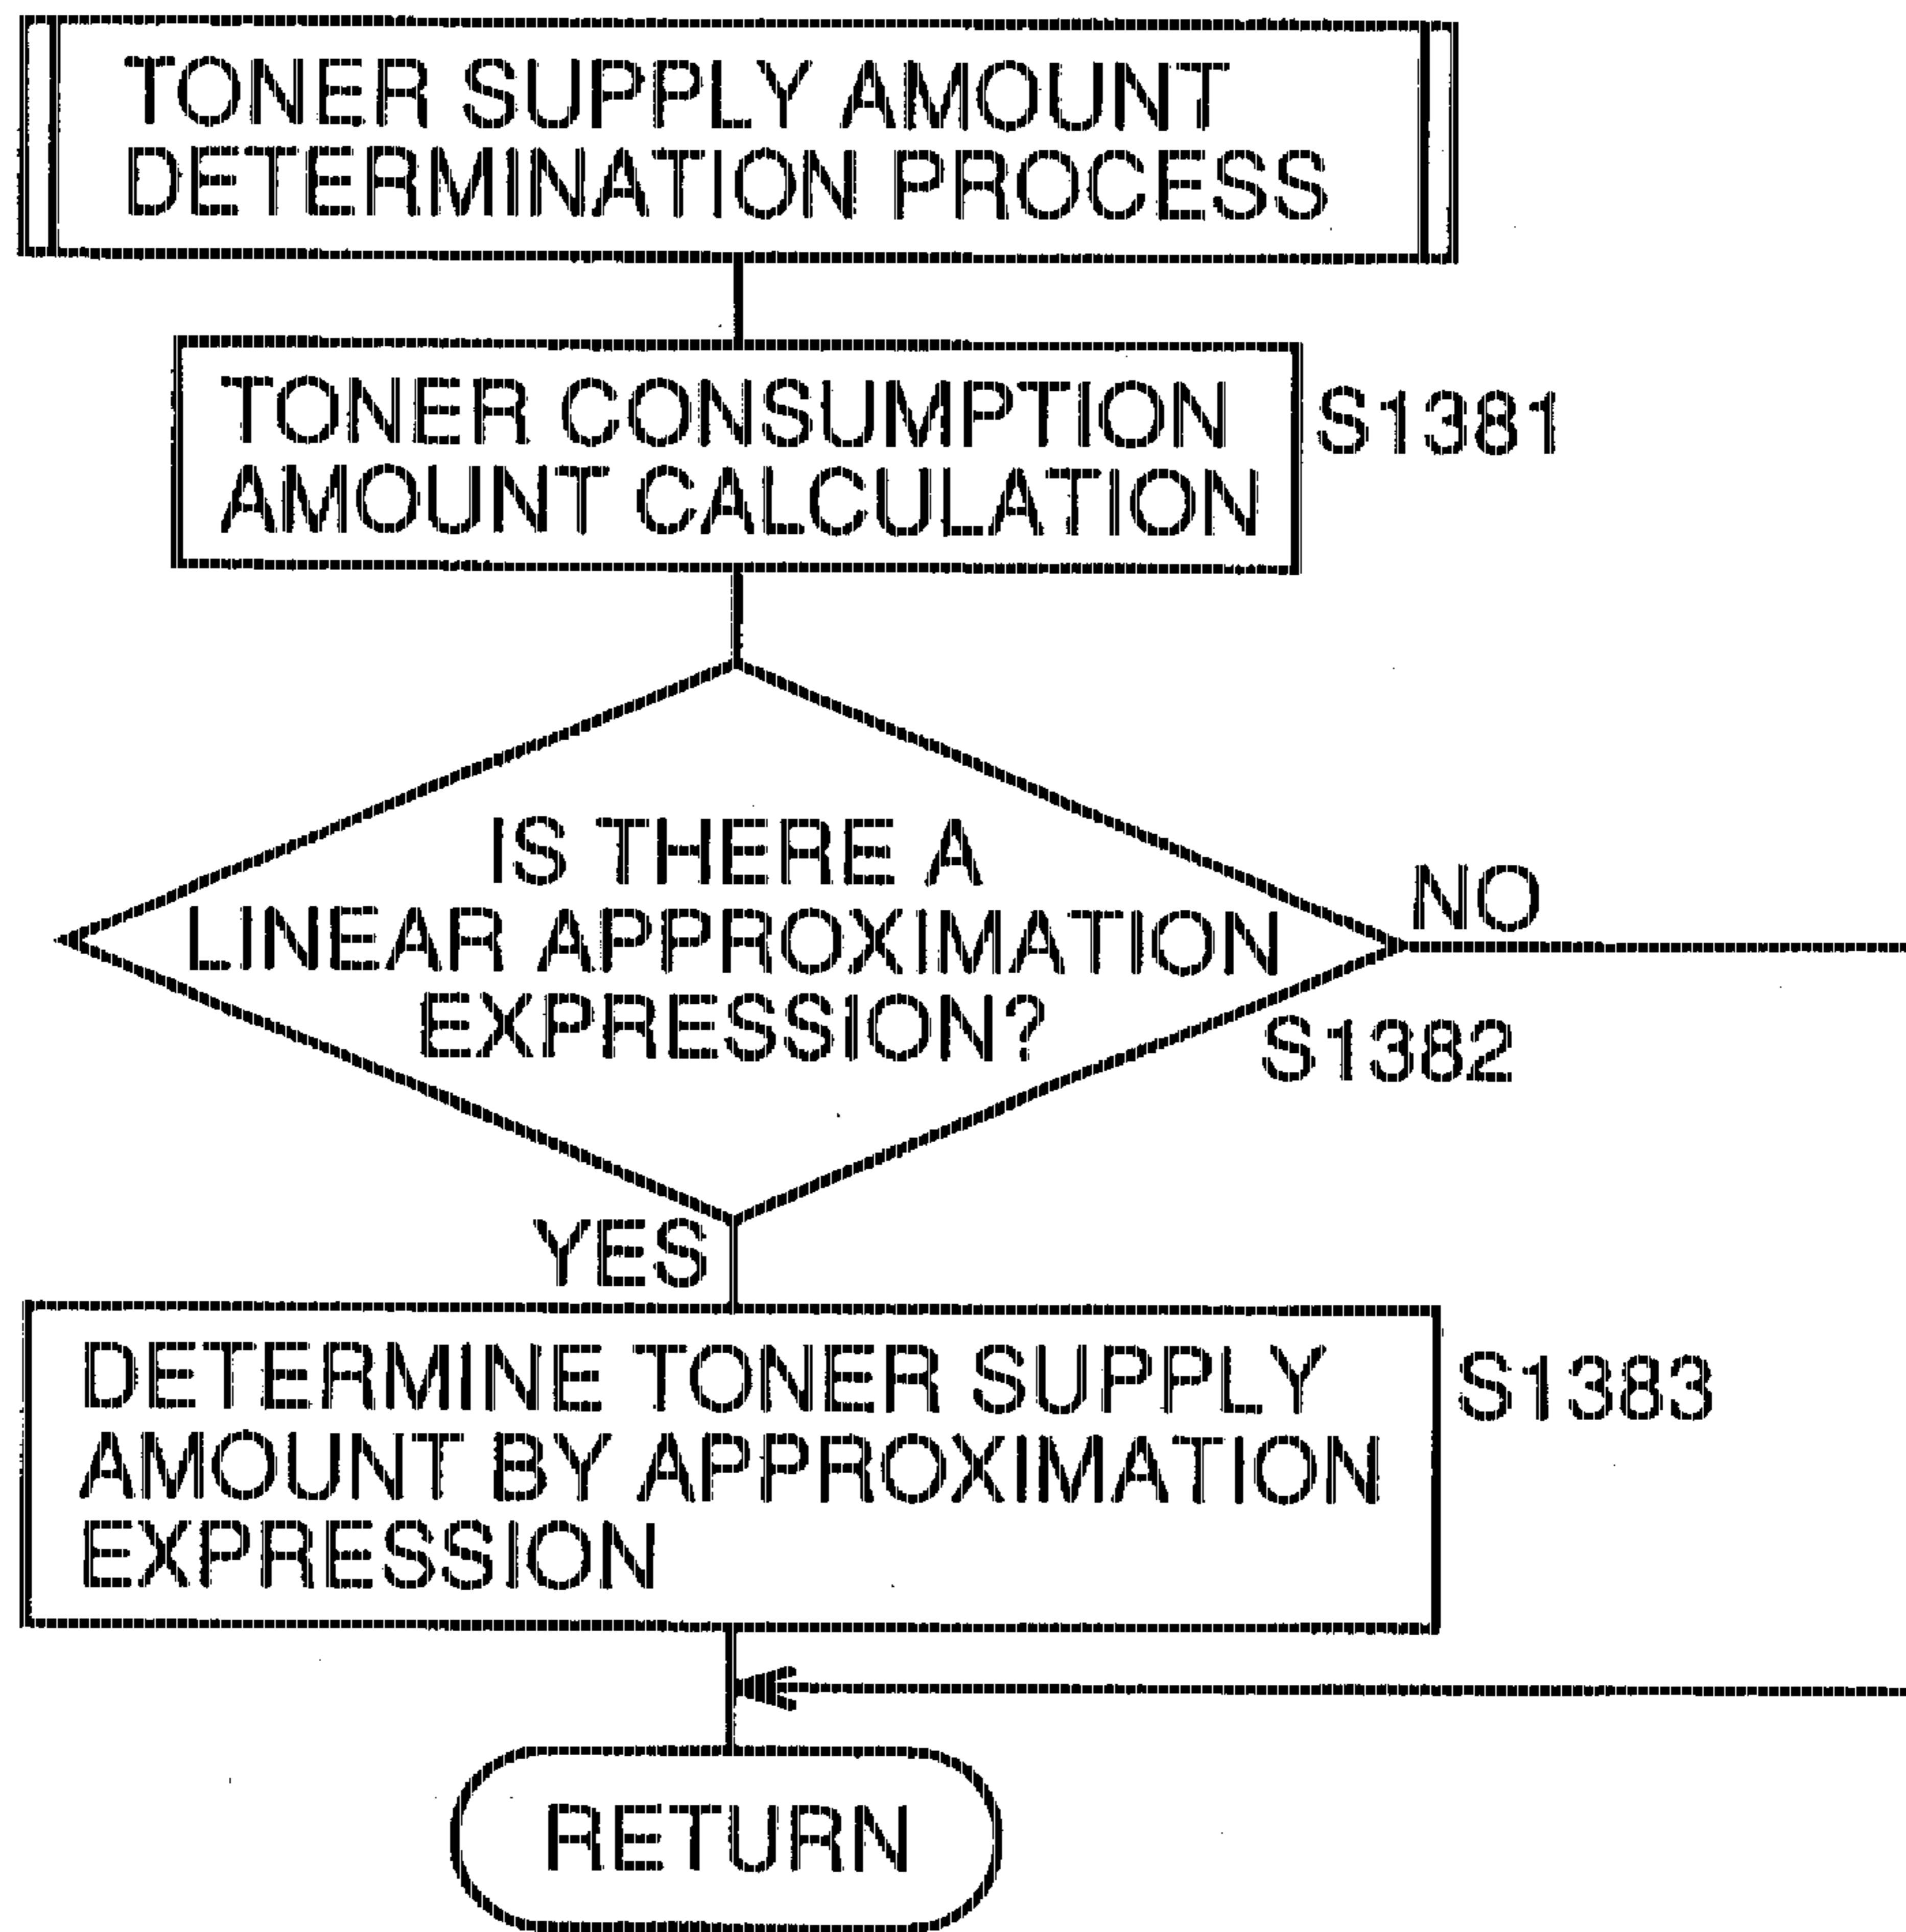 TONER SUPPLY AMOUNT
DETERMINATION PROCESS
TONER CONSUMPTION
AMOUNT CALCULATION
S1381
IS THERE A
LINEAR APPROXIMATION
EXPRESSION?
NO
S1382
YES
DETERMINE TONER SUPPLY
AMOUNT BY APPROXIMATION
EXPRESSION
S1383
RETURN